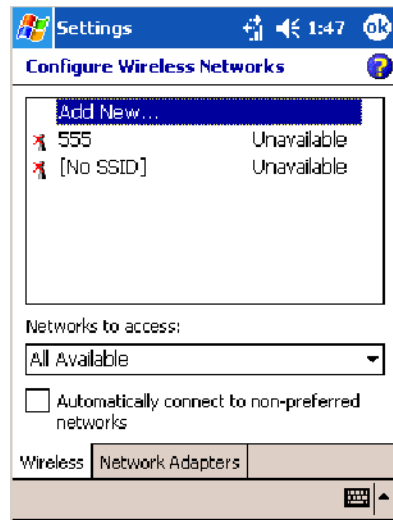 Settings 1:47 ok
Configure Wireless Networks ?
Add New...
555 Unavailable
[No SSID] Unavailable
Networks to access:
All Available
Automatically connect to non-preferred
networks
Wireless Network Adapters